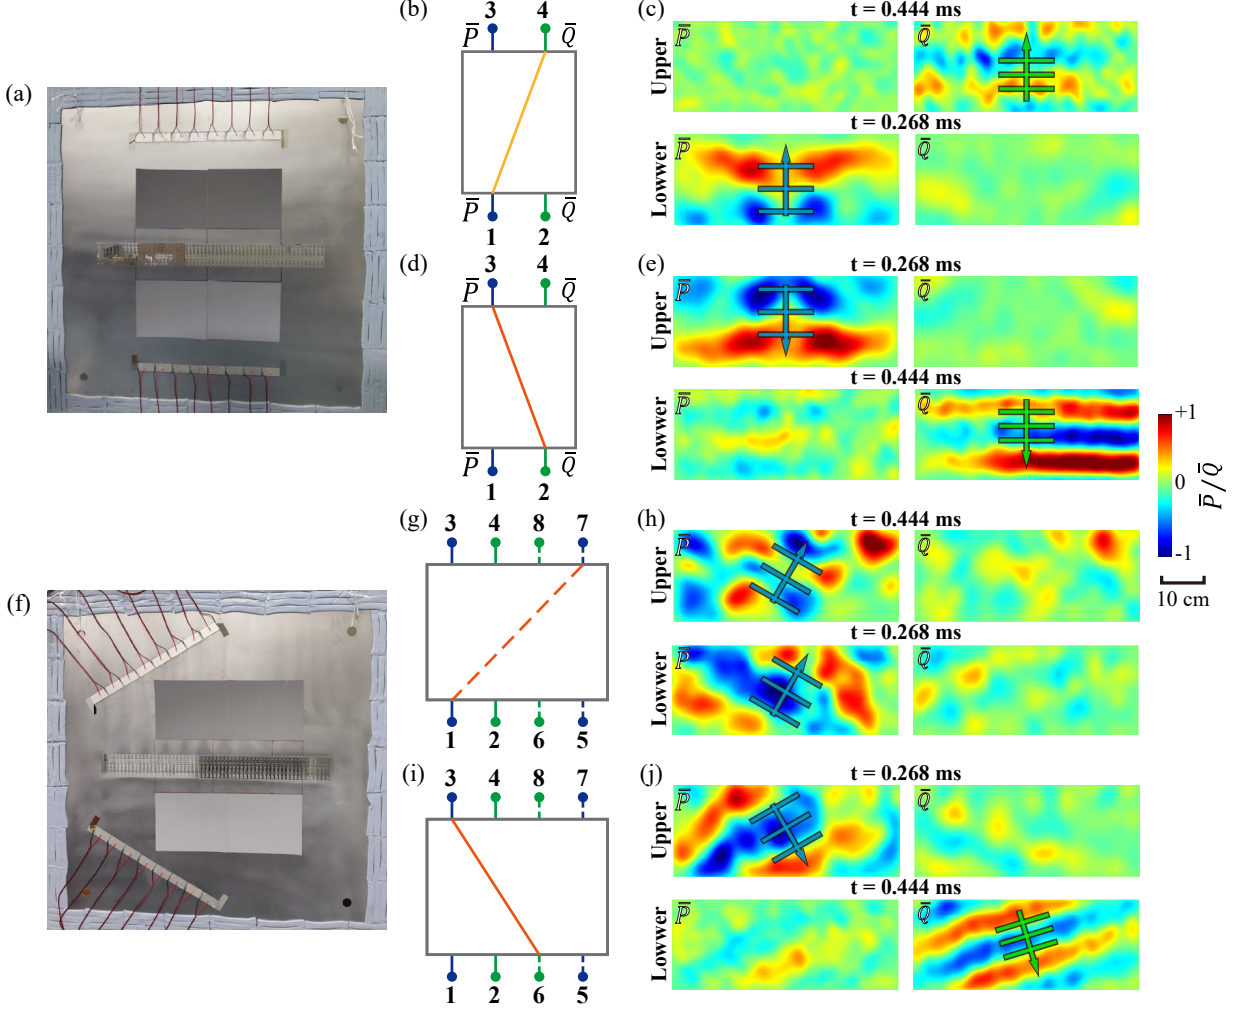 (a)
(b)
3 4
P̅ Q̅
P̅ Q̅
1 2
(c)
t = 0.444 ms
Upper
P̅ Q̅
t = 0.268 ms
Lowwer
P̅ Q̅
(d)
3 4
P̅ Q̅
P̅ Q̅
1 2
(e)
t = 0.268 ms
Upper
P̅ Q̅
t = 0.444 ms
Lowwer
P̅ Q̅
+1
0
-1
P̅ / Q̅
10 cm
(f)
(g)
3 4 8 7
1 2 6 5
(h)
t = 0.444 ms
Upper
P̅ Q̅
t = 0.268 ms
Lowwer
P̅ Q̅
(i)
3 4 8 7
1 2 6 5
(j)
t = 0.268 ms
Upper
P̅ Q̅
t = 0.444 ms
Lowwer
P̅ Q̅